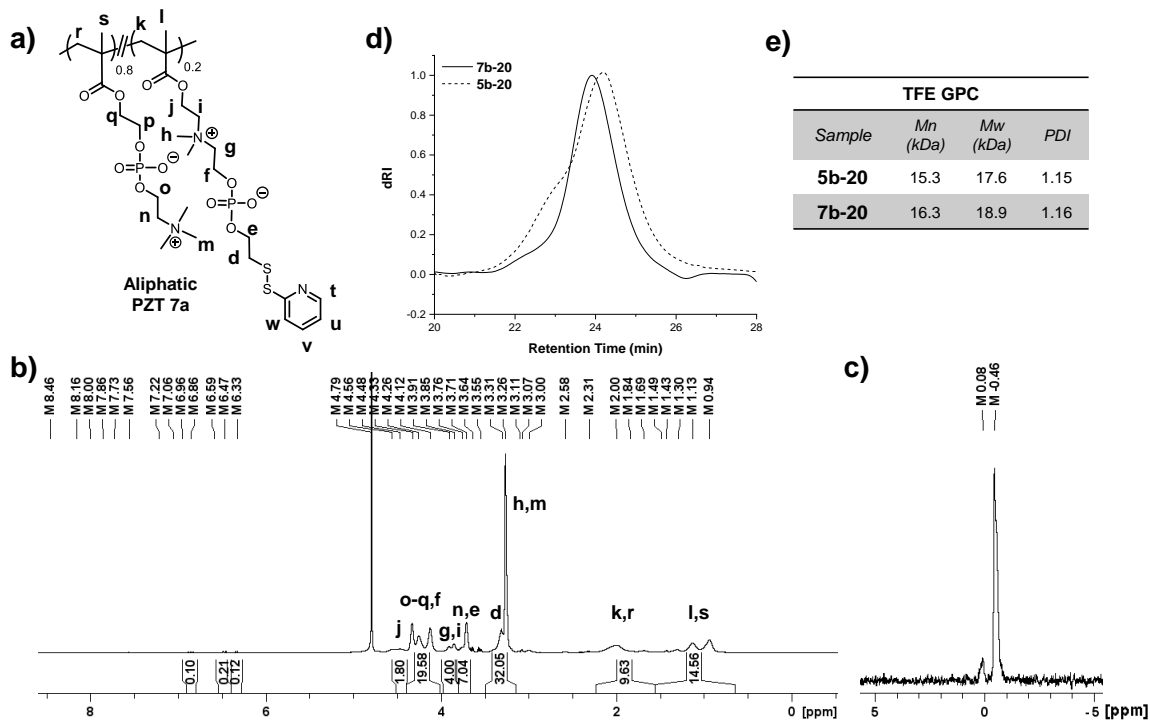 a)
r
s
k
l
0.8
0.2
O
O
O
O
j
i
q
p
h
N
⊕
g
O
f
O=P-O
⊖
O
o
O
⊖
O=P-O
n
O
e
N
⊕
m
d
S
S
N
t
w
u
v
Aliphatic
PZT 7a
d)
7b-20
5b-20
1.0
0.8
0.6
0.4
0.2
0.0
-0.2
dRI
20
22
24
26
28
Retention Time (min)
e)
TFE GPC
Sample
Mn
(kDa)
Mw
(kDa)
PDI
5b-20
15.3
17.6
1.15
7b-20
16.3
18.9
1.16
b)
M 8.46
M 8.16
M 8.00
M 7.86
M 7.73
M 7.56
M 7.22
M 7.06
M 6.96
M 6.86
M 6.59
M 6.47
M 6.33
M 4.79
M 4.56
M 4.48
M 4.33
M 4.26
M 4.12
M 3.91
M 3.85
M 3.76
M 3.71
M 3.64
M 3.55
M 3.31
M 3.26
M 3.11
M 3.07
M 3.00
M 2.58
M 2.31
M 2.00
M 1.84
M 1.69
M 1.49
M 1.43
M 1.30
M 1.13
M 0.94
h,m
o-q,f
n,e
j
g,i
d
k,r
l,s
0.10
0.21
0.12
1.80
19.58
4.00
7.04
32.05
9.63
14.56
8
6
4
2
0
[ppm]
c)
M 0.08
M -0.46
5
0
-5
[ppm]